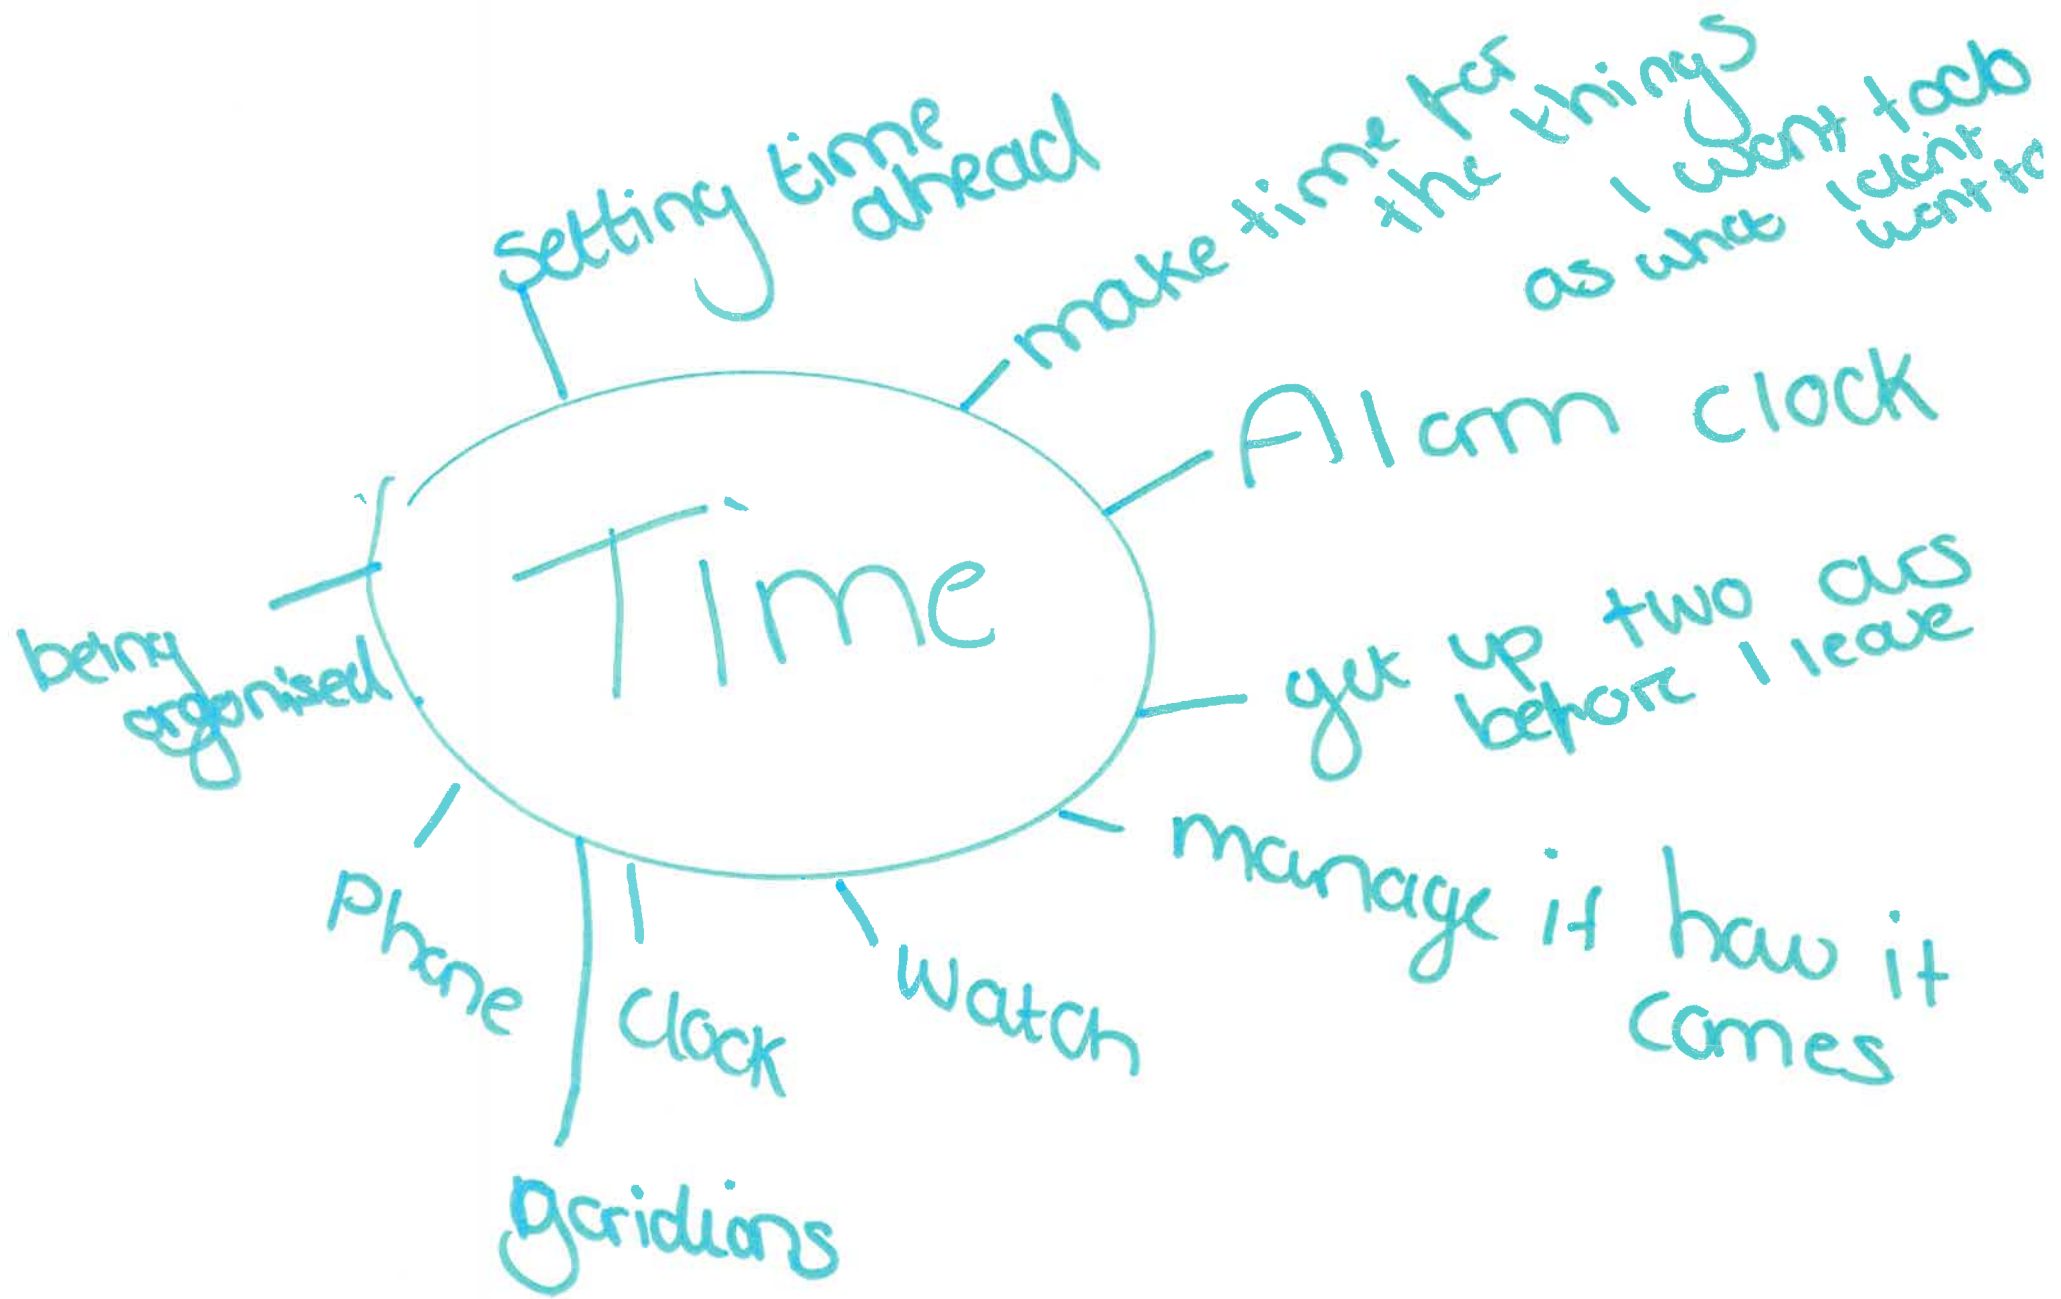 setting time
ahead
make time for
the things
I want to do
as what I don't
want to
Alarm clock
Time
get up two ours
before I leave
being
organised
manage it how it
comes
Phone
Clock
Watch
garidians